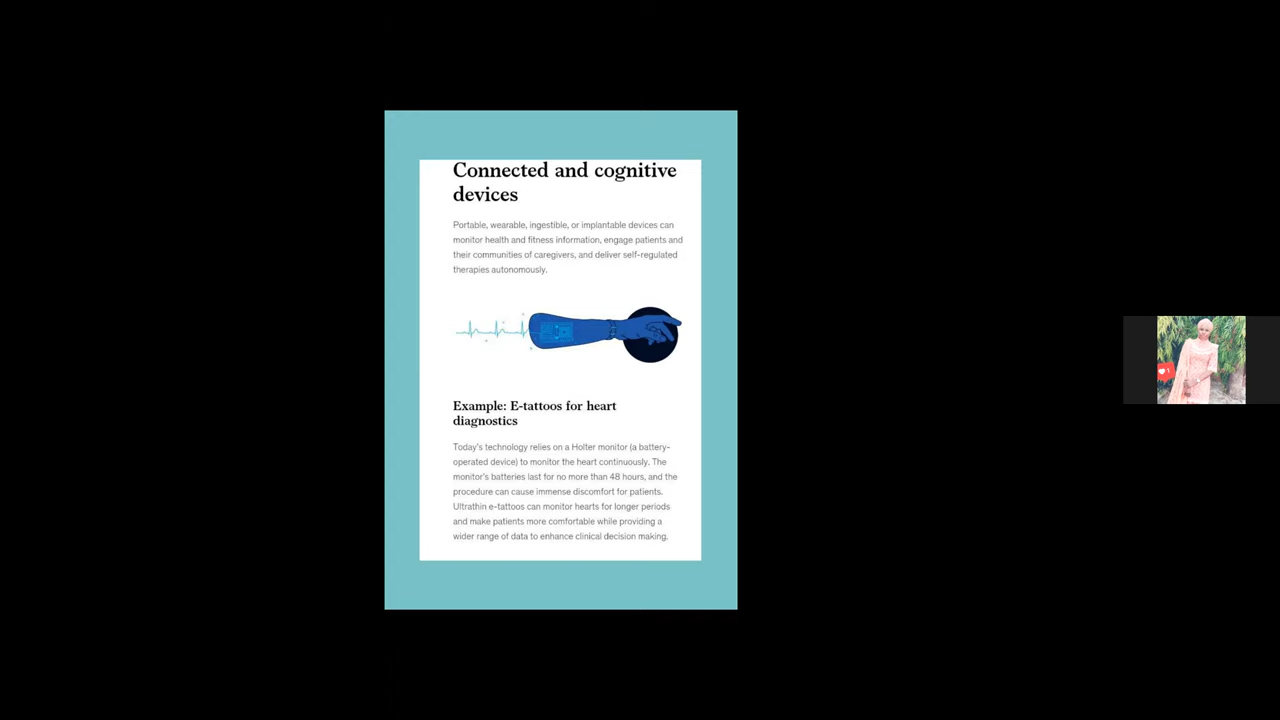 Connected and cognitive
devices
Portable, wearable, ingestible, or implantable devices can
monitor health and fitness information, engage patients and
their communities of caregivers, and deliver self-regulated
therapies autonomously.
Example: E-tattoos for heart
diagnostics
Today's technology relies on a Holter monitor (a battery-
operated device) to monitor the heart continuously. The
monitor's batteries last for no more than 48 hours, and the
procedure can cause immense discomfort for patients.
Ultrathin e-tattoos can monitor hearts for longer periods
and make patients more comfortable while providing a
wider range of data to enhance clinical decision making.
1